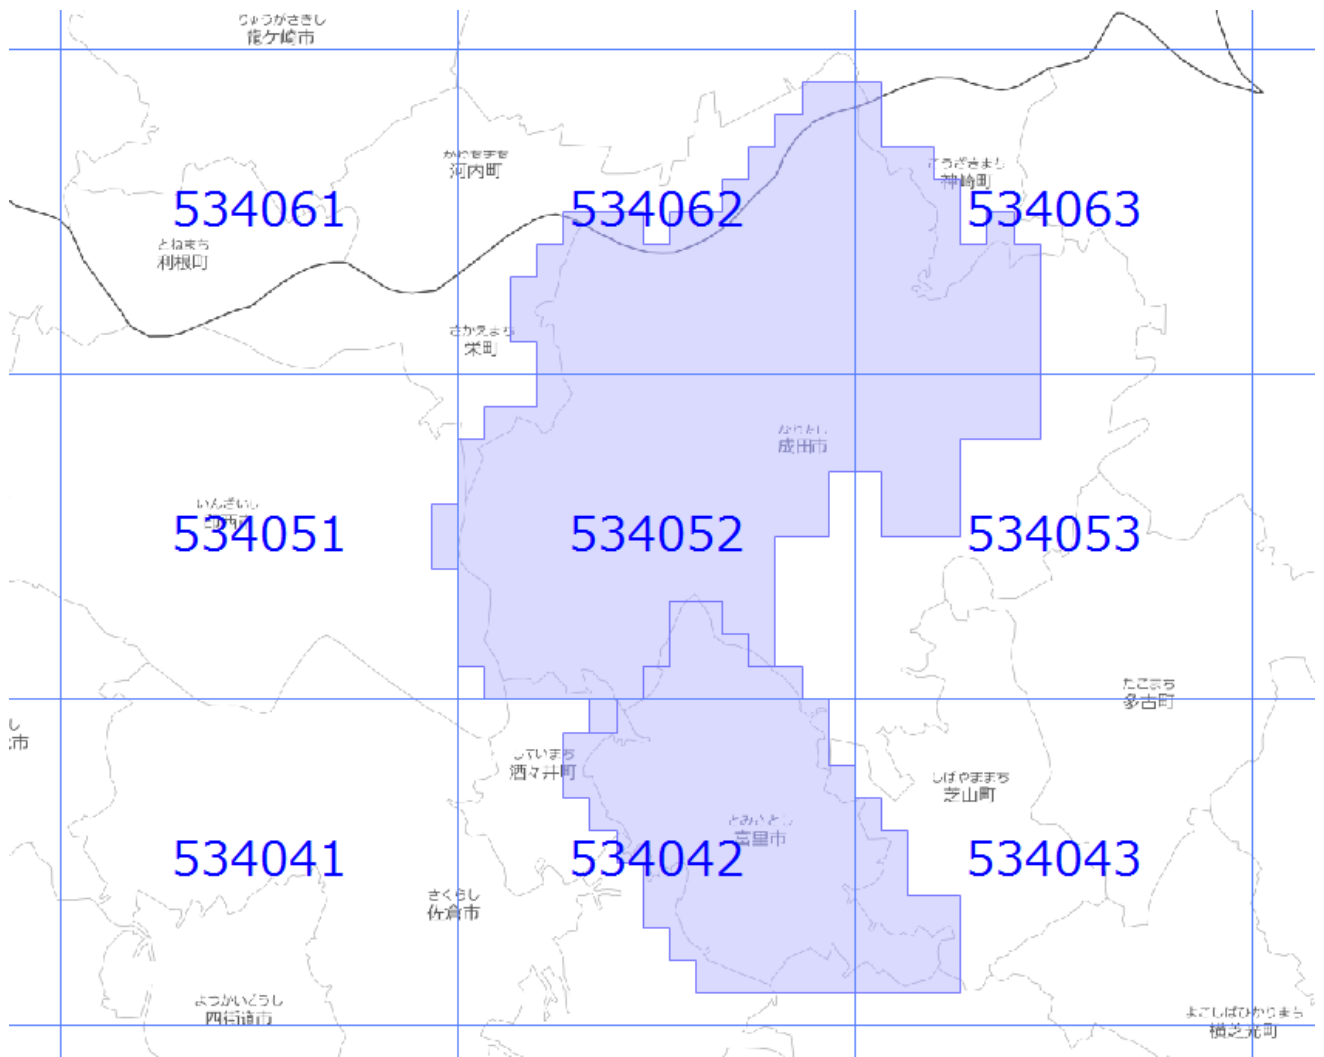 りゅうがさきし
龍ケ崎市
かわちまち
河内町
こうざきまち
神崎町
534061
534062
534063
とねまち
利根町
さかえまち
栄町
なりたし
成田市
いんざいし
印西市
534051
534052
534053
たこまち
多古町
し
市
しすいまち
酒々井町
しばやままち
芝山町
とみさとし
富里市
534041
534042
534043
さくらし
佐倉市
よつかいどうし
四街道市
よこしばひかりまち
横芝光町